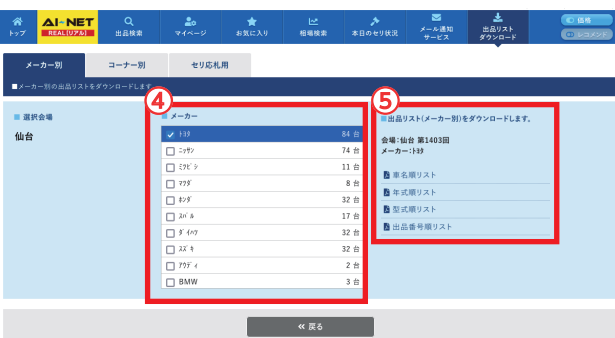 トップ
AI-NET
REAL[リアル]
出品検索
マイページ
お気に入り
相場検索
本日のセリ状況
メール通知
サービス
出品リスト
ダウンロード
価格
レコメンド
メーカー別
コーナー別
セリ応札用
■メーカー別の出品リストをダウンロードします。
選択会場
仙台
④
メーカー
ﾄﾖﾀ 84 台
ﾆｯｻﾝ 74 台
ﾐﾂﾋﾞｼ 11 台
ﾏﾂﾀﾞ 8 台
ﾎﾝﾀﾞ 32 台
ｽﾊﾞﾙ 17 台
ﾀﾞｲﾊﾂ 32 台
ｽｽﾞｷ 32 台
ｱｳﾃﾞｨ 2 台
BMW 3 台
⑤
出品リスト(メーカー別)をダウンロードします。
会場:仙台 第1403回
メーカー:ﾄﾖﾀ
車名順リスト
年式順リスト
型式順リスト
出品番号順リスト
≪ 戻る